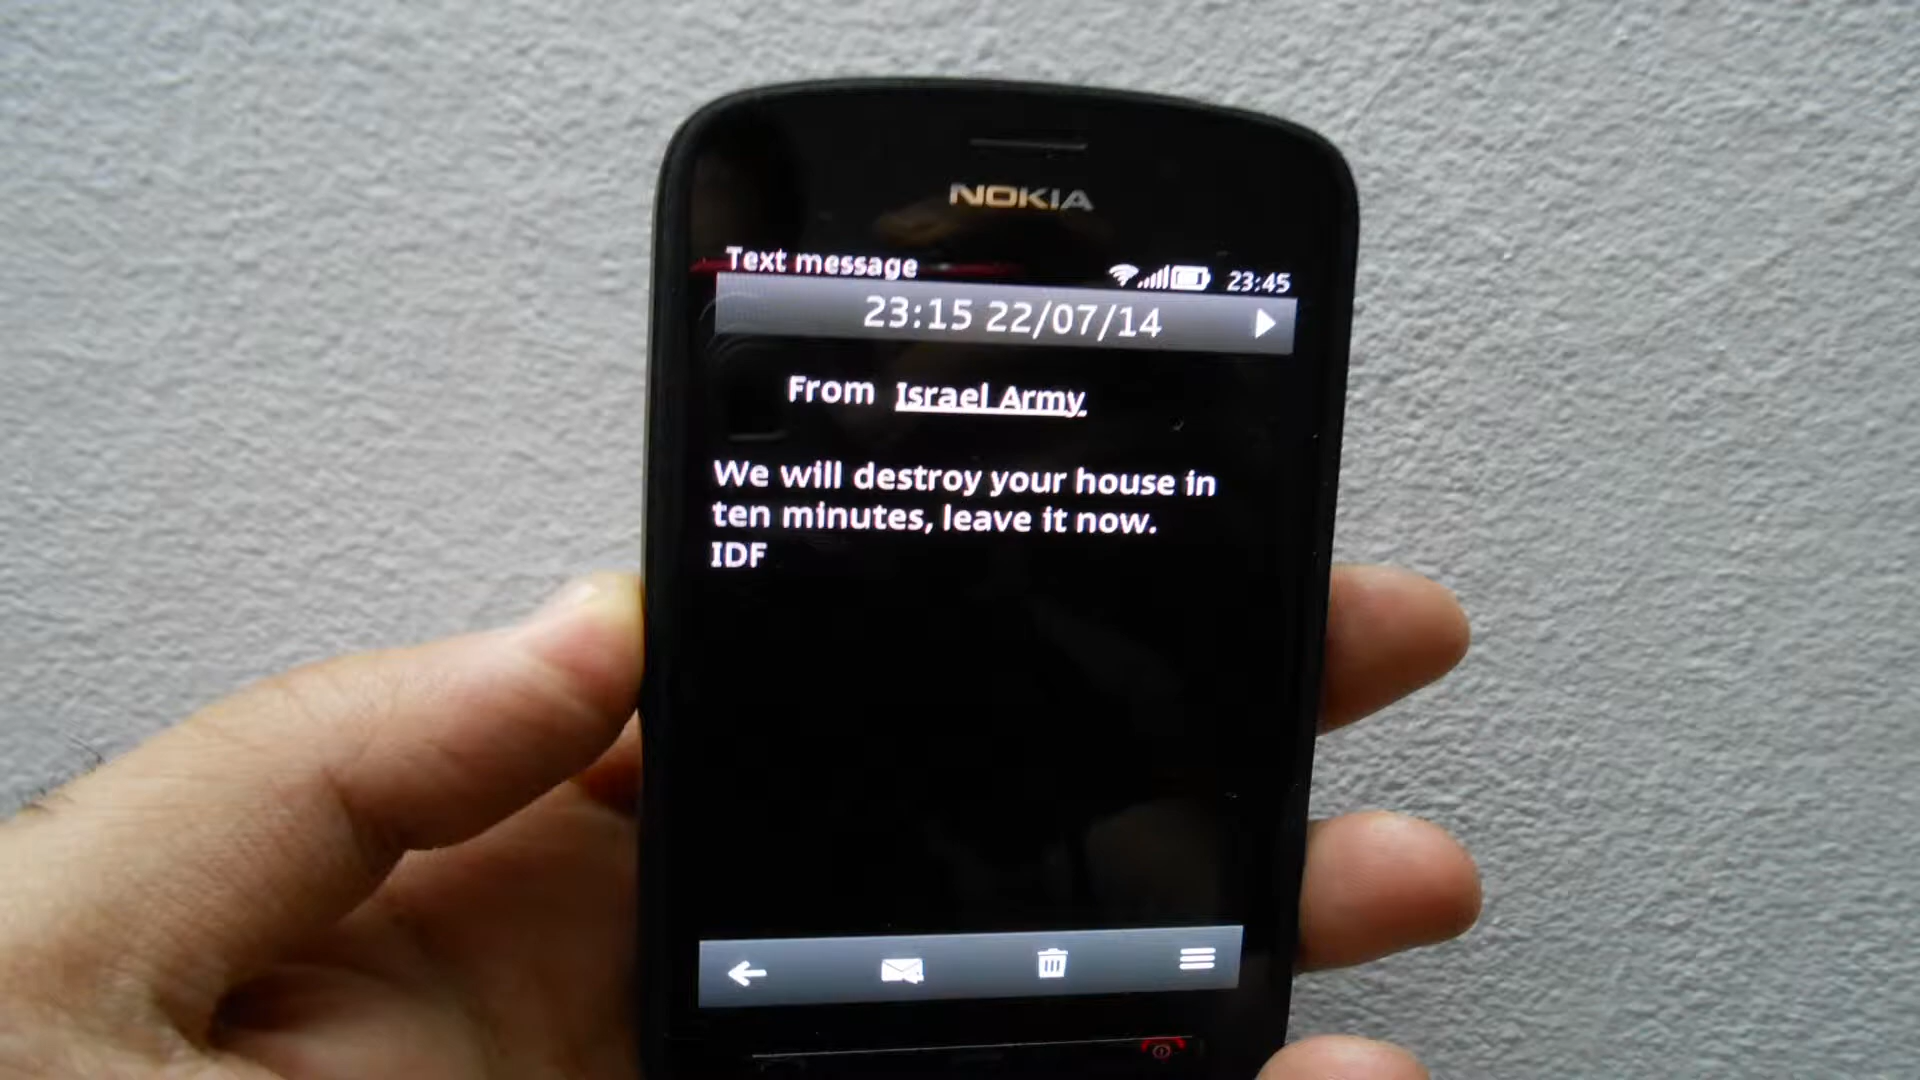 NOKIA
Text message 23:45
23:15 22/07/14
From Israel Army
We will destroy your house in
ten minutes, leave it now.
IDF